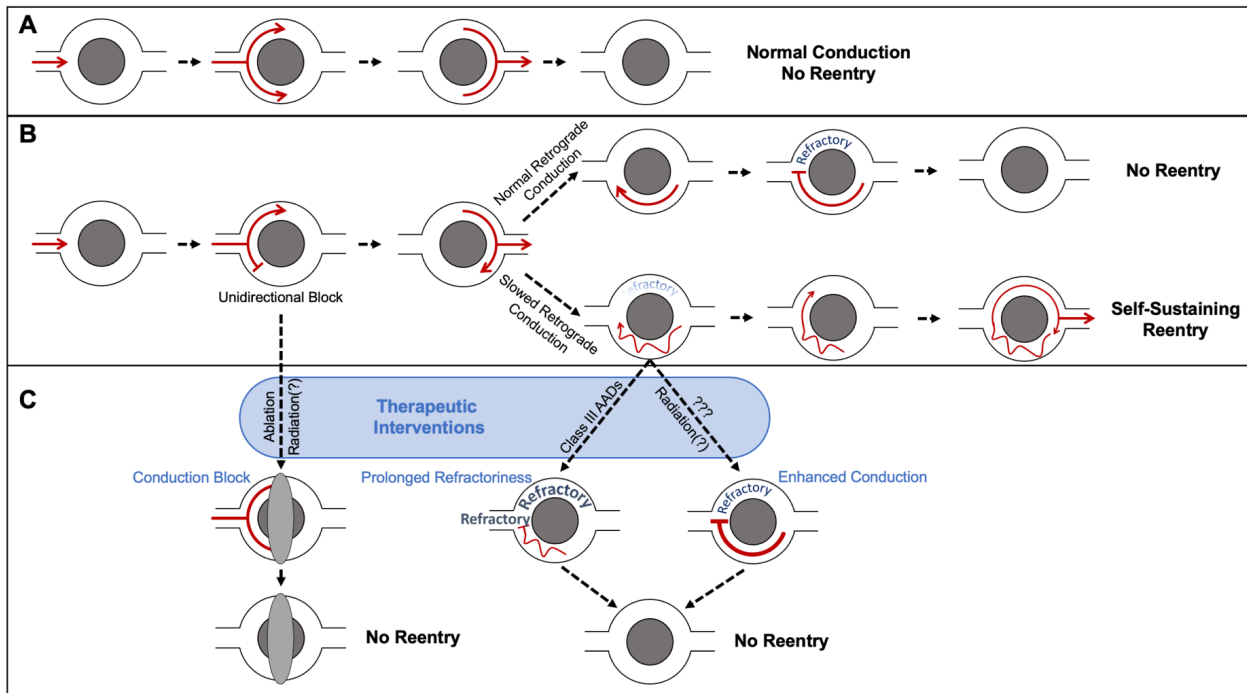 A
Normal Conduction
No Reentry
B
Unidirectional Block
Normal Retrograde
Conduction
Refractory
No Reentry
Slowed Retrograde
Conduction
Refractory
Self-Sustaining
Reentry
C
Therapeutic
Interventions
Ablation
Radiation(?)
Class III AADs
???
Radiation(?)
Conduction Block
Prolonged Refractoriness
Enhanced Conduction
Refractory
Refractory
Refractory
No Reentry
No Reentry